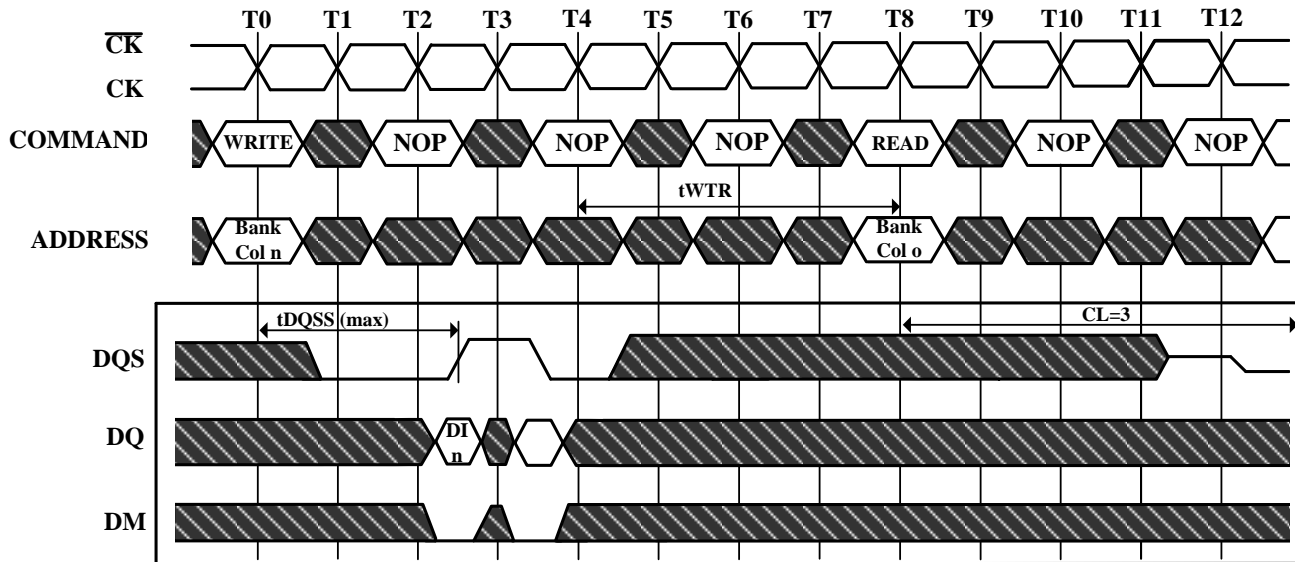 T0 T1 T2 T3 T4 T5 T6 T7 T8 T9 T10 T11 T12
CK
CK
COMMAND WRITE NOP NOP NOP READ NOP NOP
tWTR
ADDRESS Bank Col n Bank Col o
tDQSS (max) CL=3
DQS
DQ DI n
DM